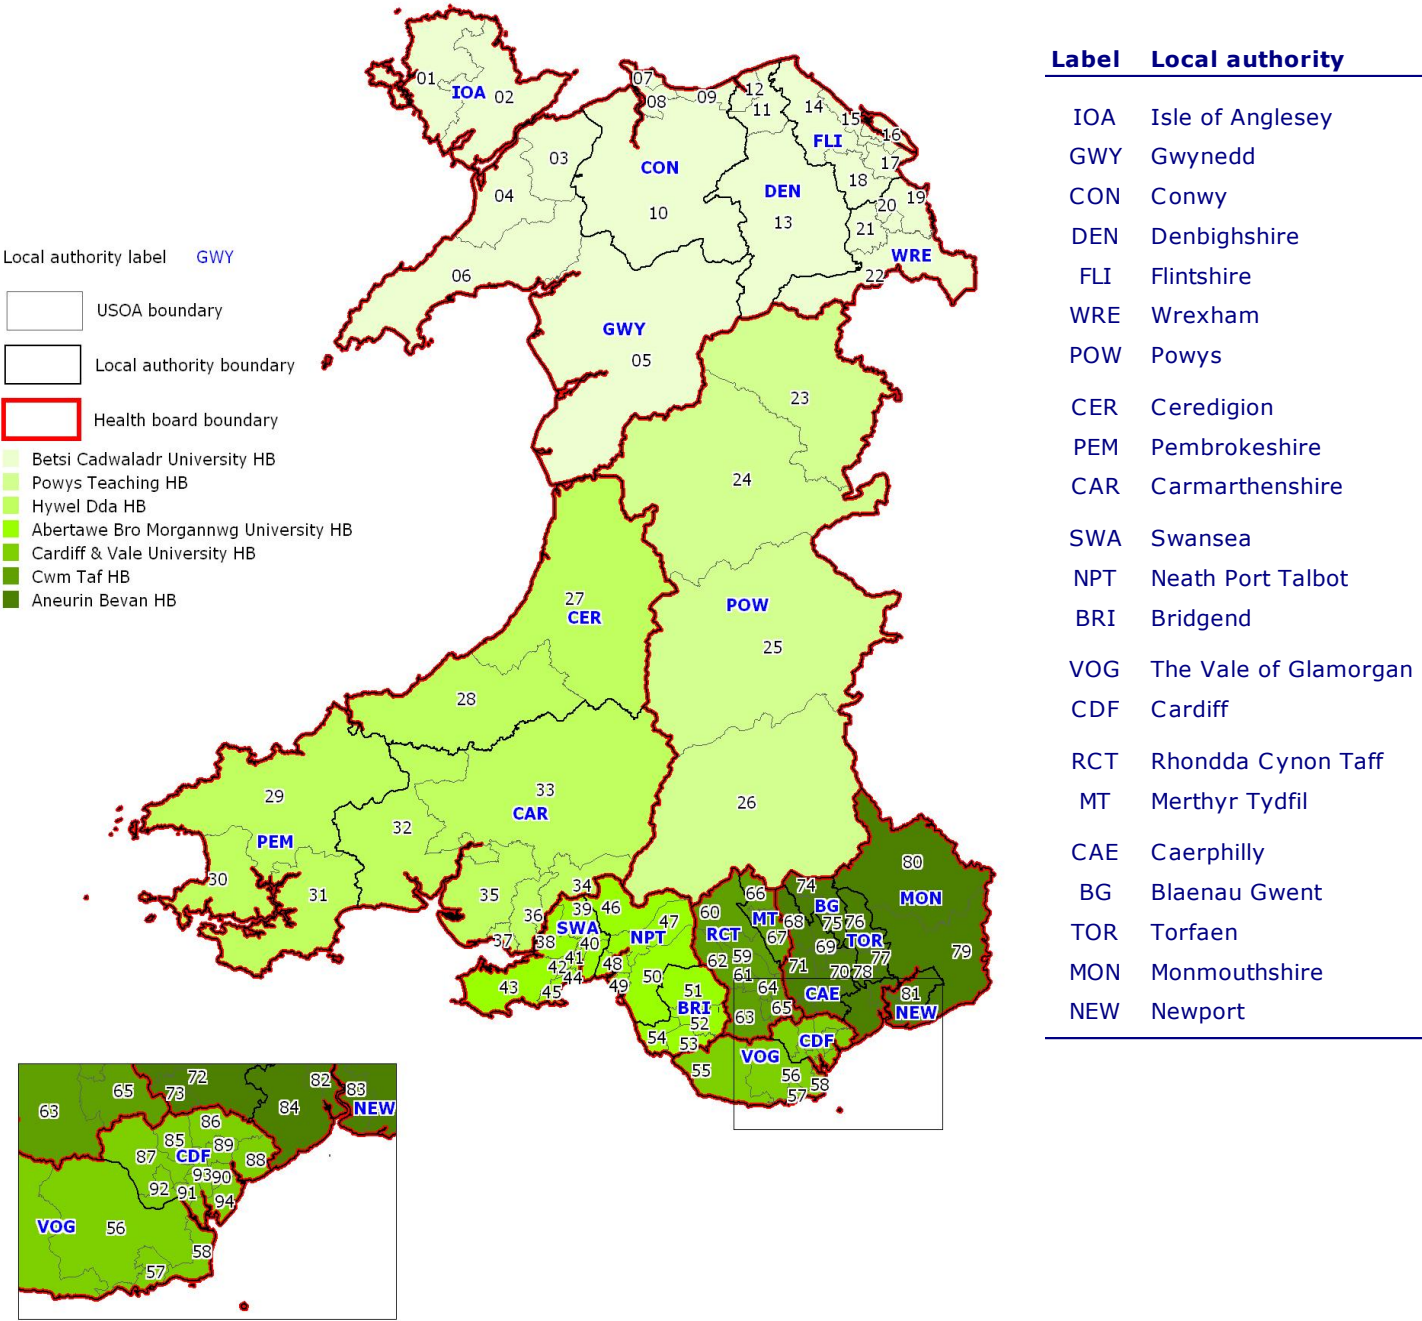 Label Local authority
IOA Isle of Anglesey
GWY Gwynedd
CON Conwy
DEN Denbighshire
FLI Flintshire
WRE Wrexham
POW Powys
CER Ceredigion
PEM Pembrokeshire
CAR Carmarthenshire
SWA Swansea
NPT Neath Port Talbot
BRI Bridgend
VOG The Vale of Glamorgan
CDF Cardiff
RCT Rhondda Cynon Taff
MT Merthyr Tydfil
CAE Caerphilly
BG Blaenau Gwent
TOR Torfaen
MON Monmouthshire
NEW Newport
Local authority label GWY
USOA boundary
Local authority boundary
Health board boundary
Betsi Cadwaladr University HB
Powys Teaching HB
Hywel Dda HB
Abertawe Bro Morgannwg University HB
Cardiff & Vale University HB
Cwm Taf HB
Aneurin Bevan HB
01
IOA 02
07
08
09
12
11
14
15
16
FLI
17
03
CON
18
04
DEN
19
20
10
13
21
WRE
06
22
GWY
05
23
24
27
CER
POW
25
28
29
33
26
CAR
32
PEM
80
30
31
35
34
36
37
39
46
SWA
38
40
47
NPT
41
42
44
43
45
48
49
50
60
66
RCT
MT
67
59
62
61
64
63
65
74
BG
68
75
76
69
TOR
77
71
70
78
CAE
MON
79
81
NEW
51
BRI
52
54
53
55
VOG
CDF
56
57
58
63
65
72
73
82
83
84
NEW
86
85
89
87
CDF
88
93
90
92
91
94
VOG
56
58
57